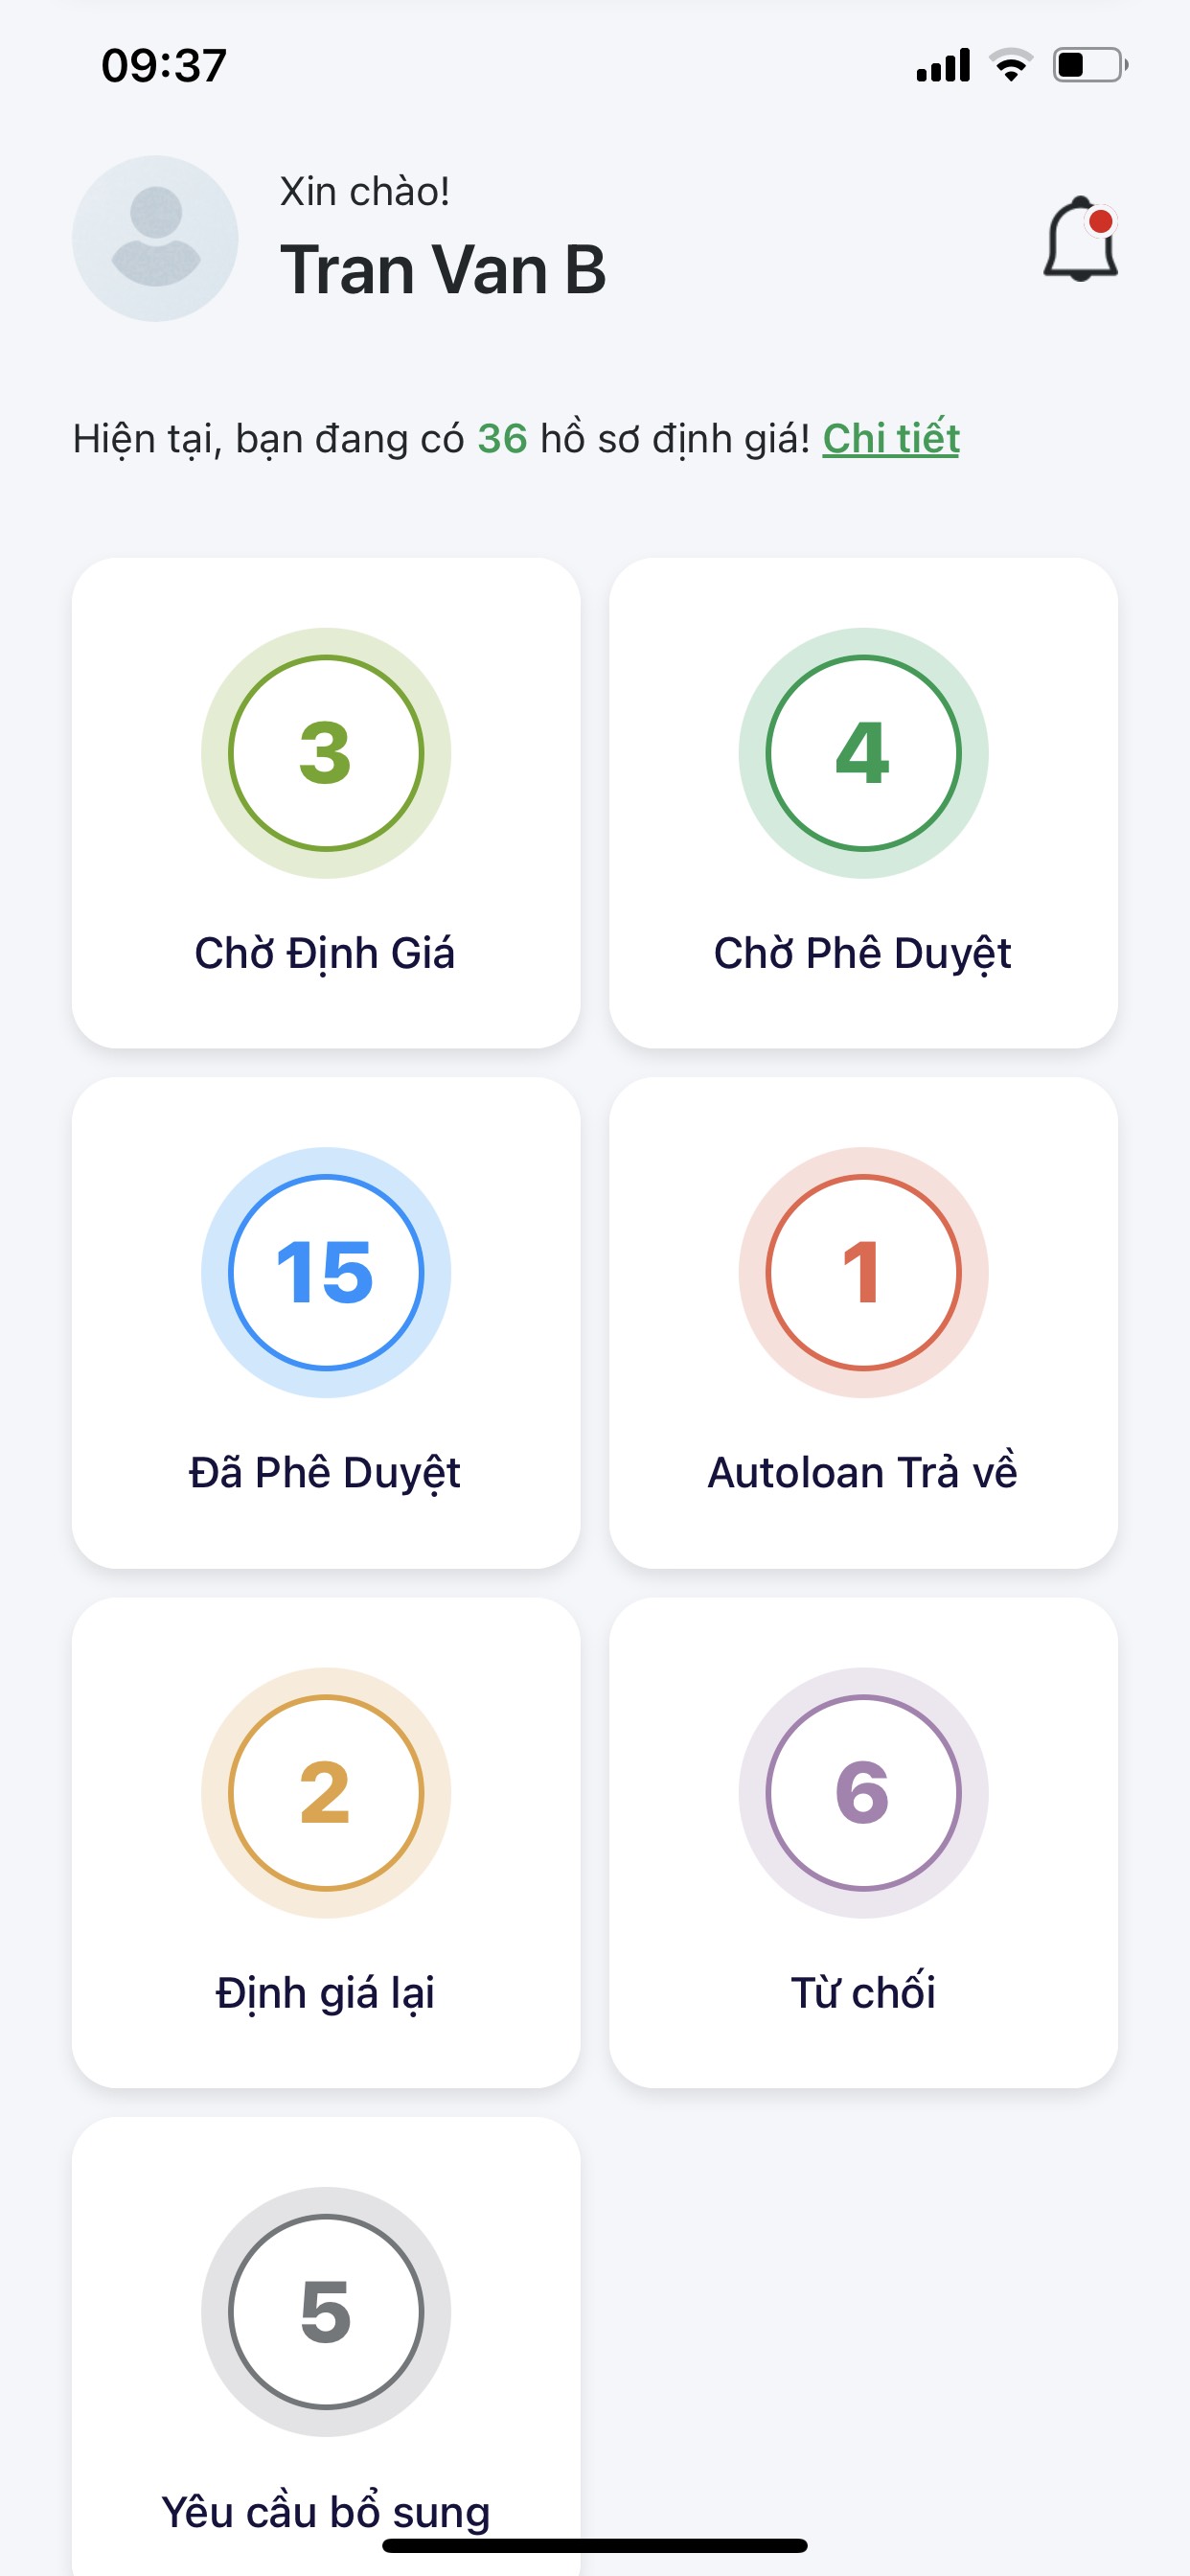 09:37
Xin chào!
Tran Van B
Hiện tại, bạn đang có 36 hồ sơ định giá! Chi tiết
3
4
Chờ Định Giá
Chờ Phê Duyệt
15
1
Đã Phê Duyệt
Autoloan Trả về
2
6
Định giá lại
Từ chối
5
Yêu cầu bổ sung